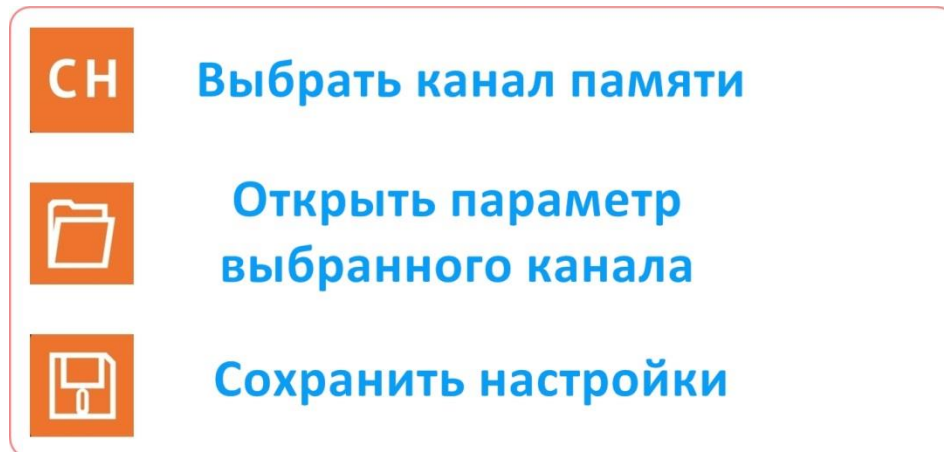 CH Выбрать канал памяти
Открыть параметр
выбранного канала
Сохранить настройки